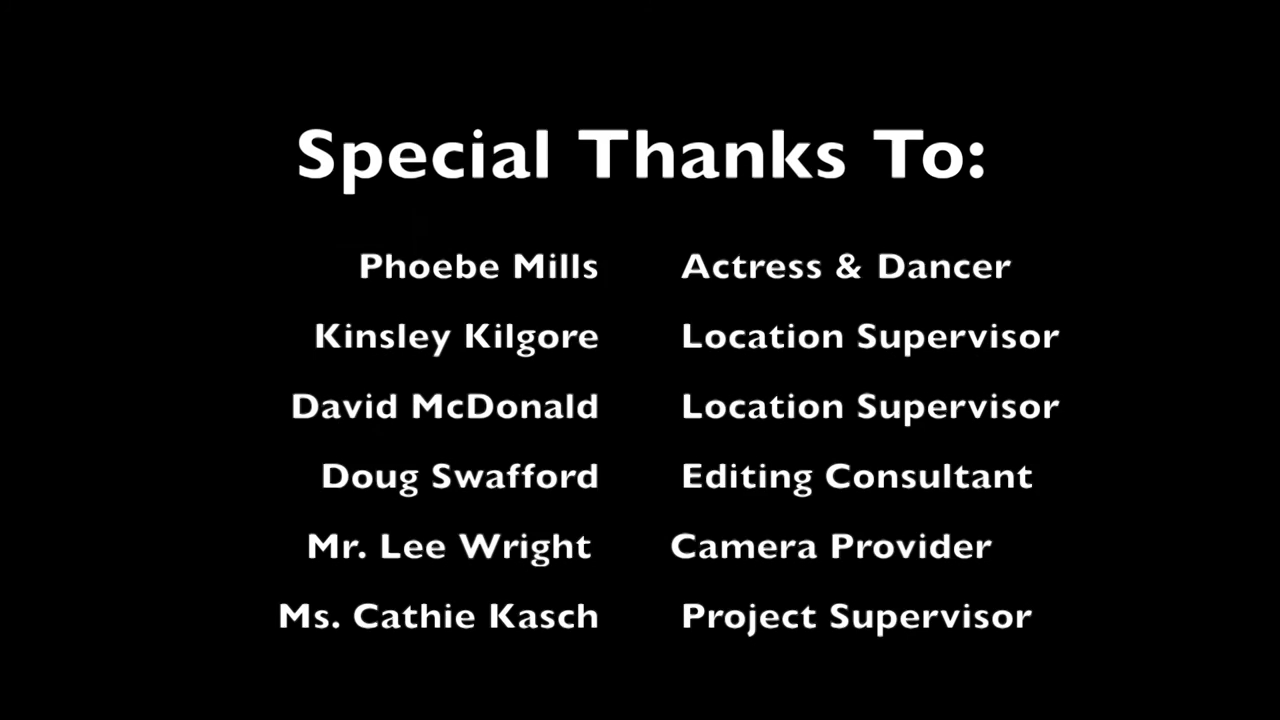 Special Thanks To:
Phoebe Mills Actress & Dancer
Kinsley Kilgore Location Supervisor
David McDonald Location Supervisor
Doug Swafford Editing Consultant
Mr. Lee Wright Camera Provider
Ms. Cathie Kasch Project Supervisor